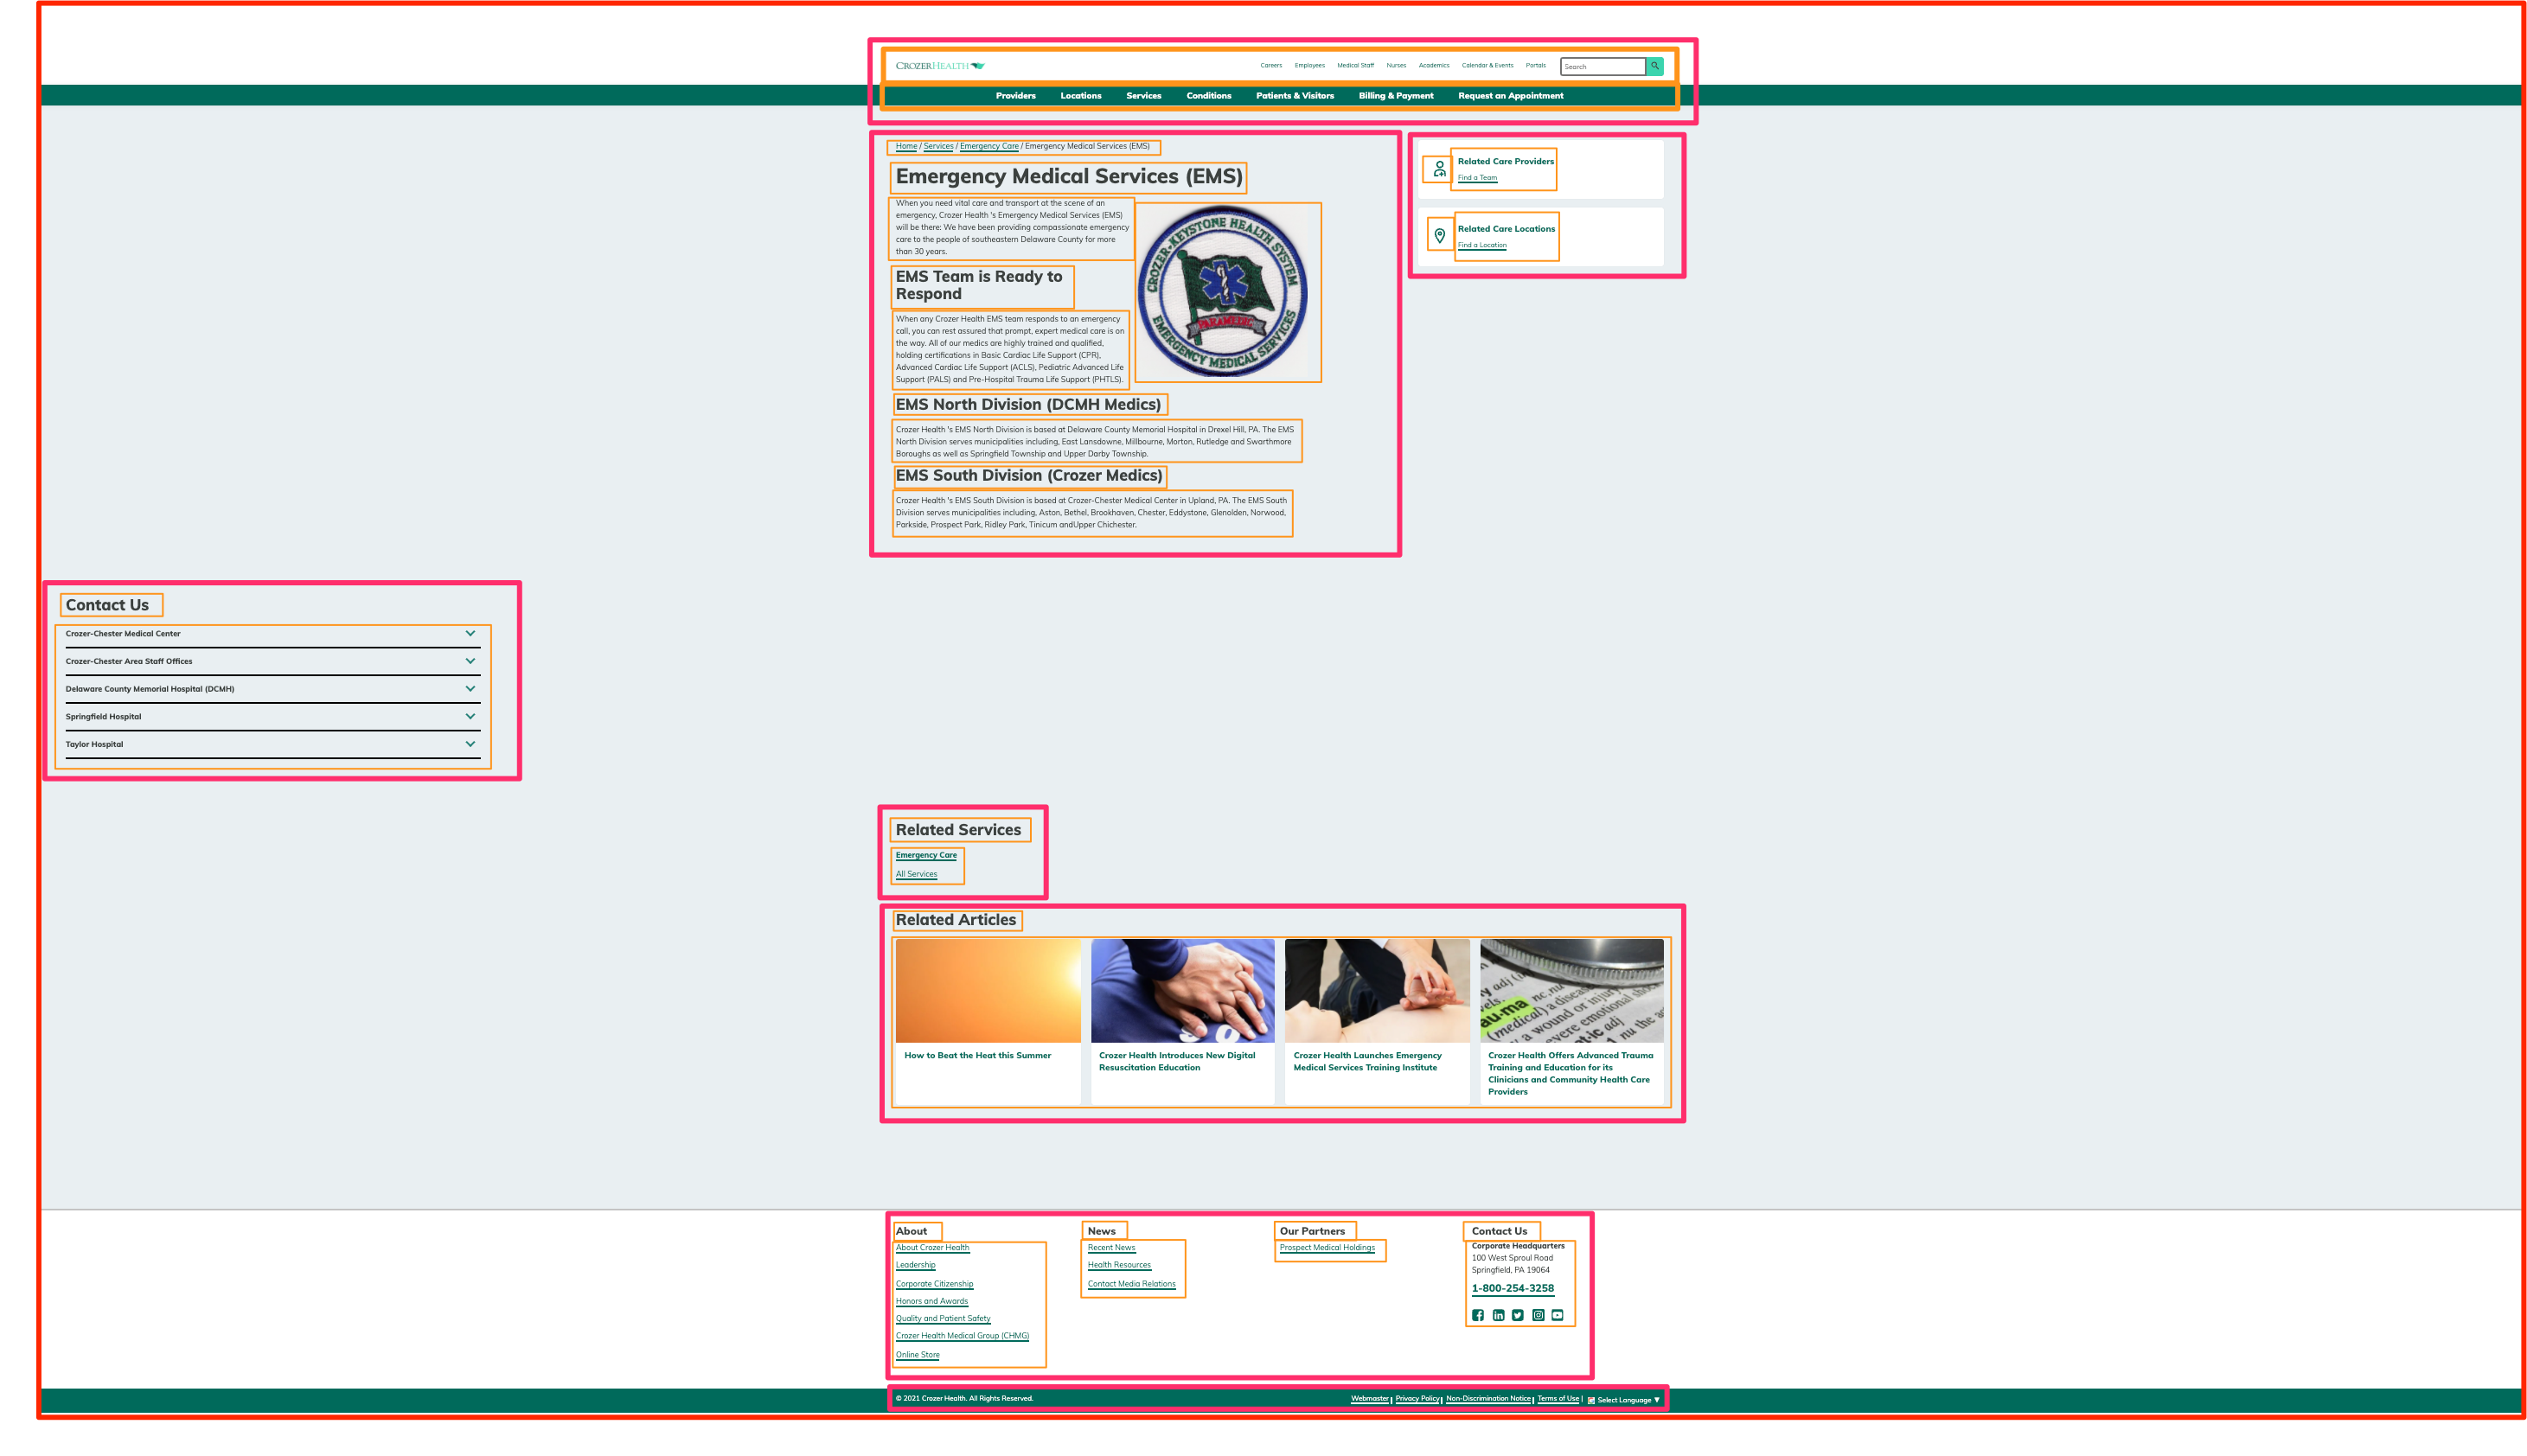 CROZERHEALTH
Careers Employees Medical Staff Nurses Academics Calendar & Events Portals Search
Providers Locations Services Conditions Patients & Visitors Billing & Payment Request an Appointment
Home / Services / Emergency Care / Emergency Medical Services (EMS)
Emergency Medical Services (EMS)
When you need vital care and transport at the scene of an
emergency, Crozer Health 's Emergency Medical Services (EMS)
will be there: We have been providing compassionate emergency
care to the people of southeastern Delaware County for more
than 30 years.
CROZER-KEYSTONE HEALTH SYSTEM
PARAMEDIC
EMERGENCY MEDICAL SERVICES
EMS Team is Ready to
Respond
When any Crozer Health EMS team responds to an emergency
call, you can rest assured that prompt, expert medical care is on
the way. All of our medics are highly trained and qualified,
holding certifications in Basic Cardiac Life Support (CPR),
Advanced Cardiac Life Support (ACLS), Pediatric Advanced Life
Support (PALS) and Pre-Hospital Trauma Life Support (PHTLS).
EMS North Division (DCMH Medics)
Crozer Health 's EMS North Division is based at Delaware County Memorial Hospital in Drexel Hill, PA. The EMS
North Division serves municipalities including, East Lansdowne, Millbourne, Morton, Rutledge and Swarthmore
Boroughs as well as Springfield Township and Upper Darby Township.
EMS South Division (Crozer Medics)
Crozer Health 's EMS South Division is based at Crozer-Chester Medical Center in Upland, PA. The EMS South
Division serves municipalities including, Aston, Bethel, Brookhaven, Chester, Eddystone, Glenolden, Norwood,
Parkside, Prospect Park, Ridley Park, Tinicum andUpper Chichester.
Related Care Providers
Find a Team
Related Care Locations
Find a Location
Contact Us
Crozer-Chester Medical Center
Crozer-Chester Area Staff Offices
Delaware County Memorial Hospital (DCMH)
Springfield Hospital
Taylor Hospital
Related Services
Emergency Care
All Services
Related Articles
How to Beat the Heat this Summer
Crozer Health Introduces New Digital
Resuscitation Education
Crozer Health Launches Emergency
Medical Services Training Institute
au·ma
(medical) a
wound or injury
severe emotional
Crozer Health Offers Advanced Trauma
Training and Education for its
Clinicians and Community Health Care
Providers
About
About Crozer Health
Leadership
Corporate Citizenship
Honors and Awards
Quality and Patient Safety
Crozer Health Medical Group (CHMG)
Online Store
News
Recent News
Health Resources
Contact Media Relations
Our Partners
Prospect Medical Holdings
Contact Us
Corporate Headquarters
100 West Sproul Road
Springfield, PA 19064
1-800-254-3258
© 2021 Crozer Health. All Rights Reserved.
Webmaster | Privacy Policy | Non-Discrimination Notice | Terms of Use | Select Language ▼